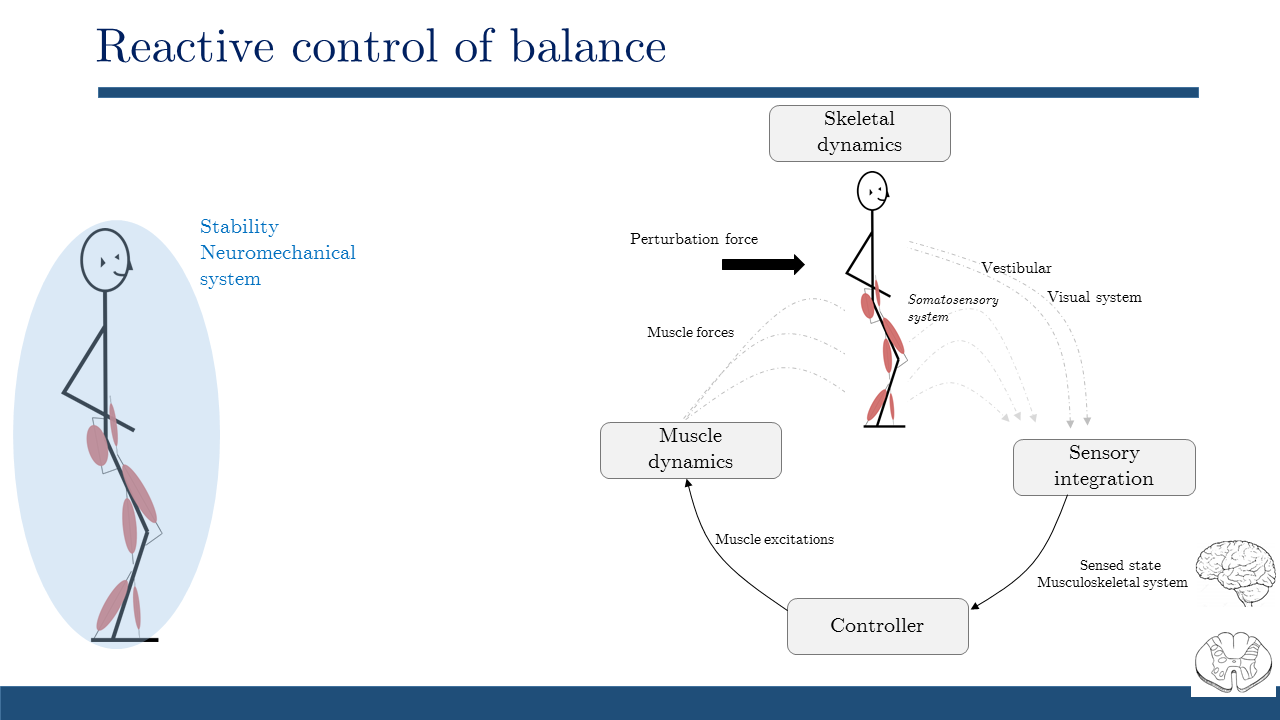 Reactive control of balance
Stability
Neuromechanical
system
Skeletal
dynamics
Perturbation force
Vestibular
Visual system
Somatosensory
system
Muscle forces
Muscle
dynamics
Sensory
integration
Muscle excitations
Sensed state
Musculoskeletal system
Controller